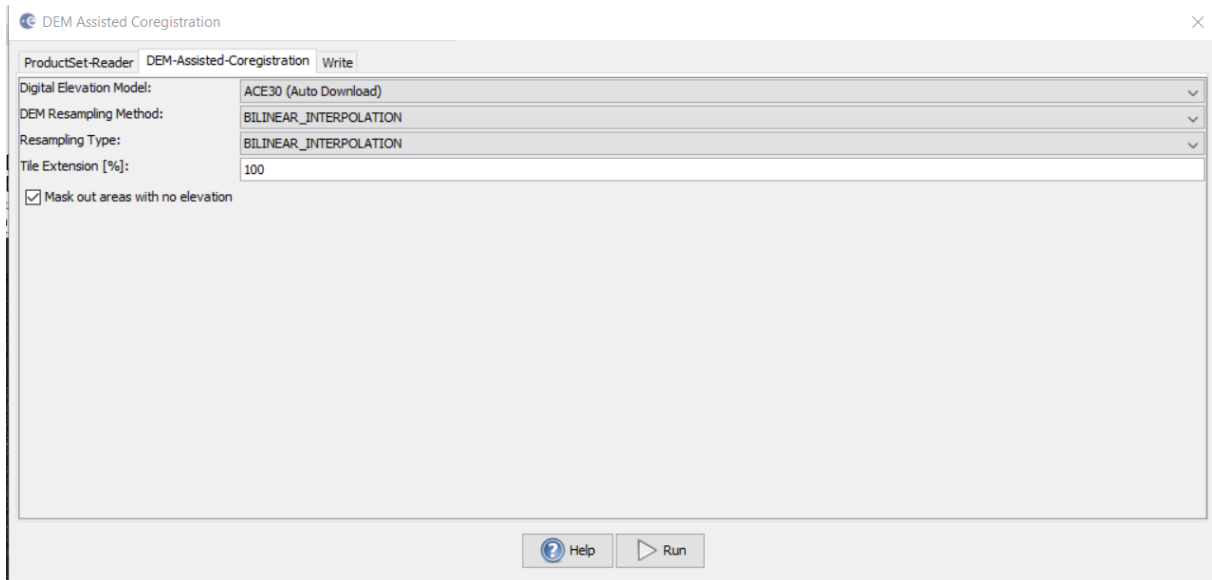 DEM Assisted Coregistration
ProductSet-Reader DEM-Assisted-Coregistration Write
Digital Elevation Model: ACE30 (Auto Download)
DEM Resampling Method: BILINEAR_INTERPOLATION
Resampling Type: BILINEAR_INTERPOLATION
Tile Extension [%]: 100
Mask out areas with no elevation
Help Run